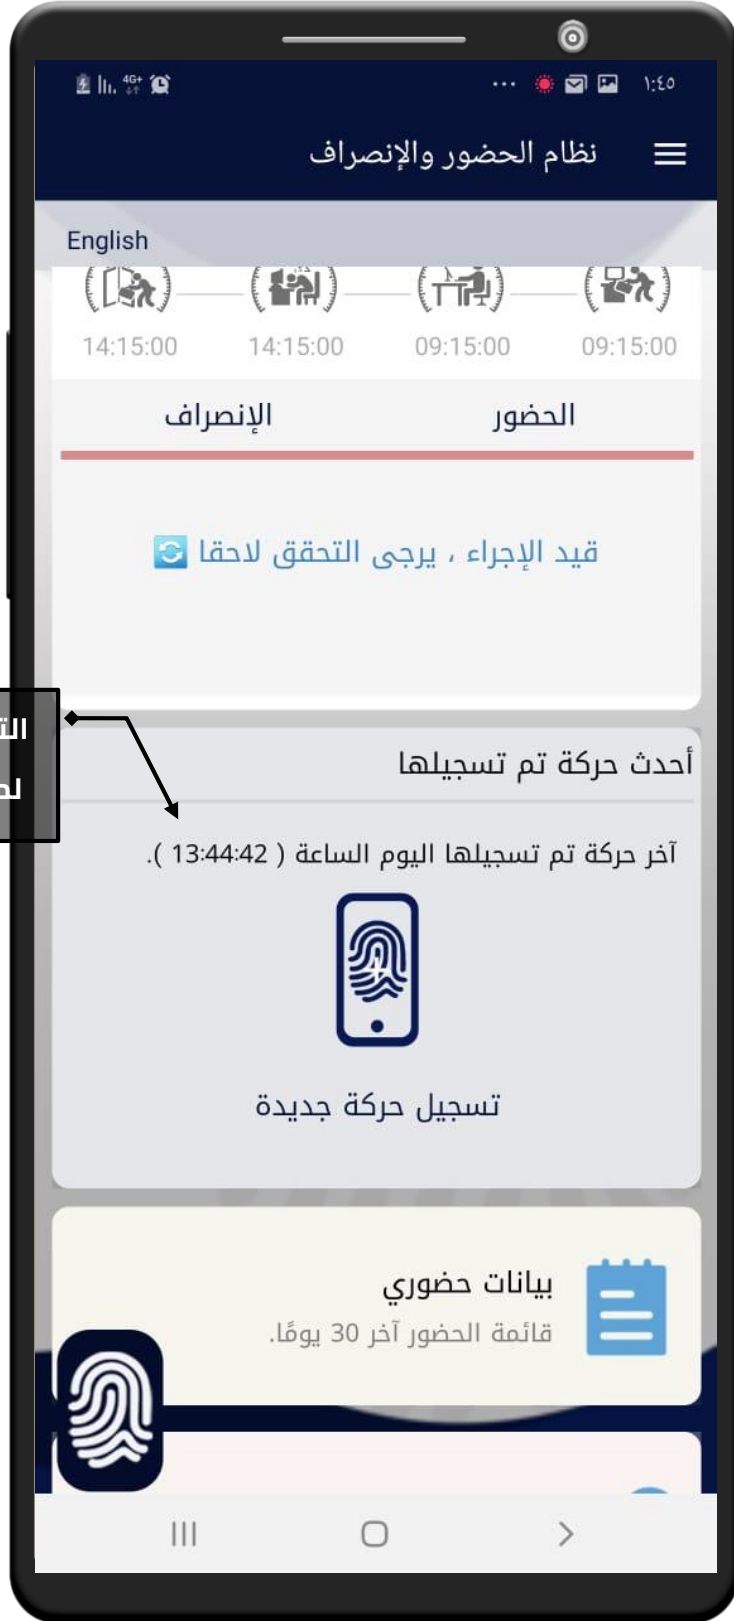 4G+ ١:٤٥
نظام الحضور والإنصراف
English
09:15:00 09:15:00 14:15:00 14:15:00
الحضور الإنصراف
قيد الإجراء ، يرجى التحقق لاحقا
أحدث حركة تم تسجيلها
آخر حركة تم تسجيلها اليوم الساعة ( 13:44:42 ).
تسجيل حركة جديدة
بيانات حضوري
قائمة الحضور آخر 30 يومًا.